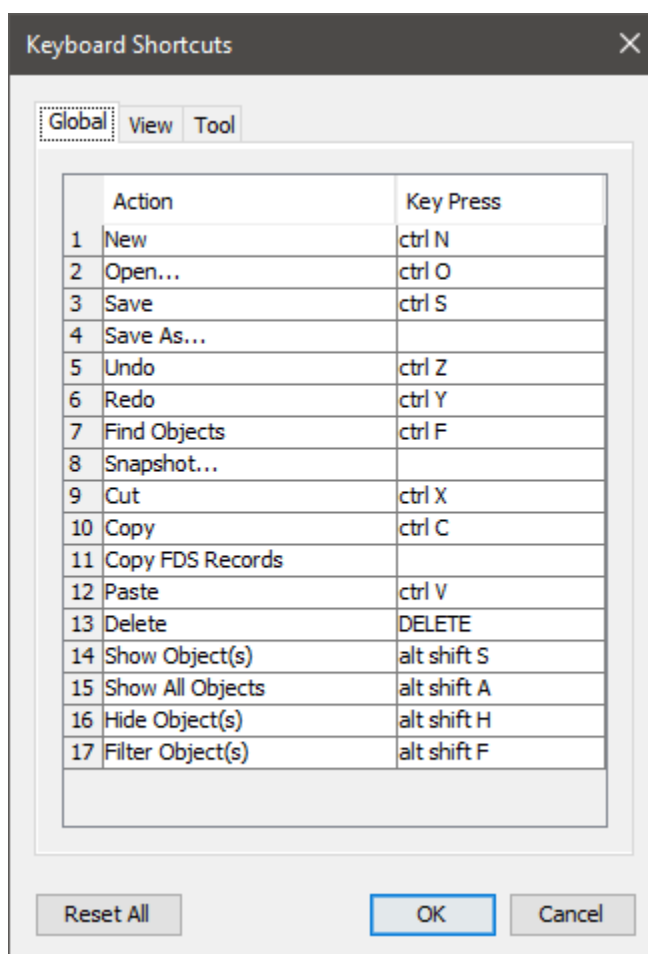 Keyboard Shortcuts
Global View Tool
Action Key Press
1 New ctrl N
2 Open... ctrl O
3 Save ctrl S
4 Save As...
5 Undo ctrl Z
6 Redo ctrl Y
7 Find Objects ctrl F
8 Snapshot...
9 Cut ctrl X
10 Copy ctrl C
11 Copy FDS Records
12 Paste ctrl V
13 Delete DELETE
14 Show Object(s) alt shift S
15 Show All Objects alt shift A
16 Hide Object(s) alt shift H
17 Filter Object(s) alt shift F
Reset All OK Cancel